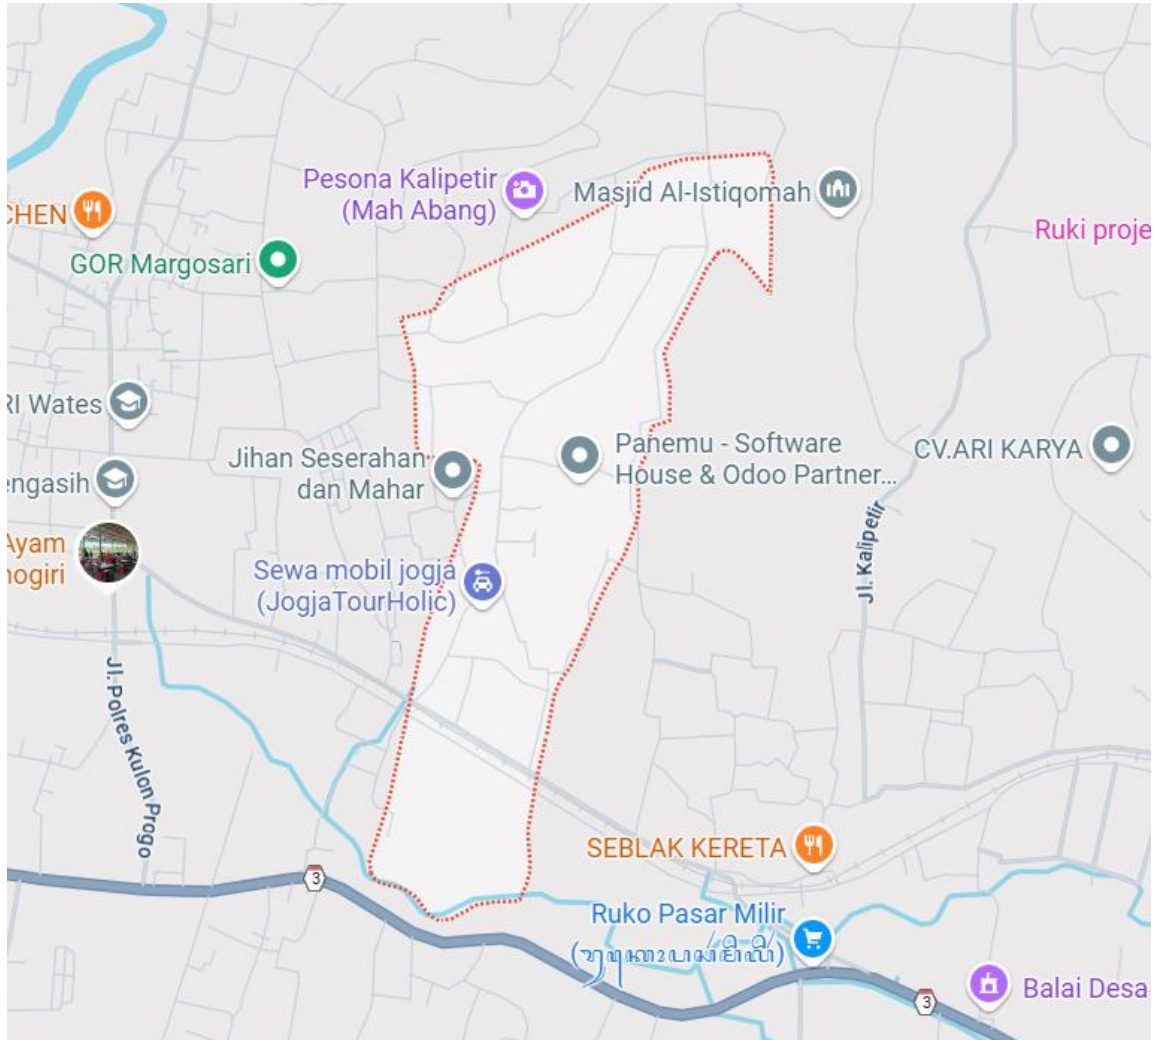 Pesona Kalipetir
(Mah Abang)
Masjid Al-Istiqomah
CHEN
Ruki proje
GOR Margosari
RI Wates
Jihan Seserahan
dan Mahar
Panemu - Software
House & Odoo Partner...
CV.ARI KARYA
engasih
Ayam
nogiri
Sewa mobil jogja
(JogjaTourHolic)
Jl. Kalipetir
Jl. Polres Kulon Progo
SEBLAK KERETA
3
Ruko Pasar Milir
Balai Desa
3